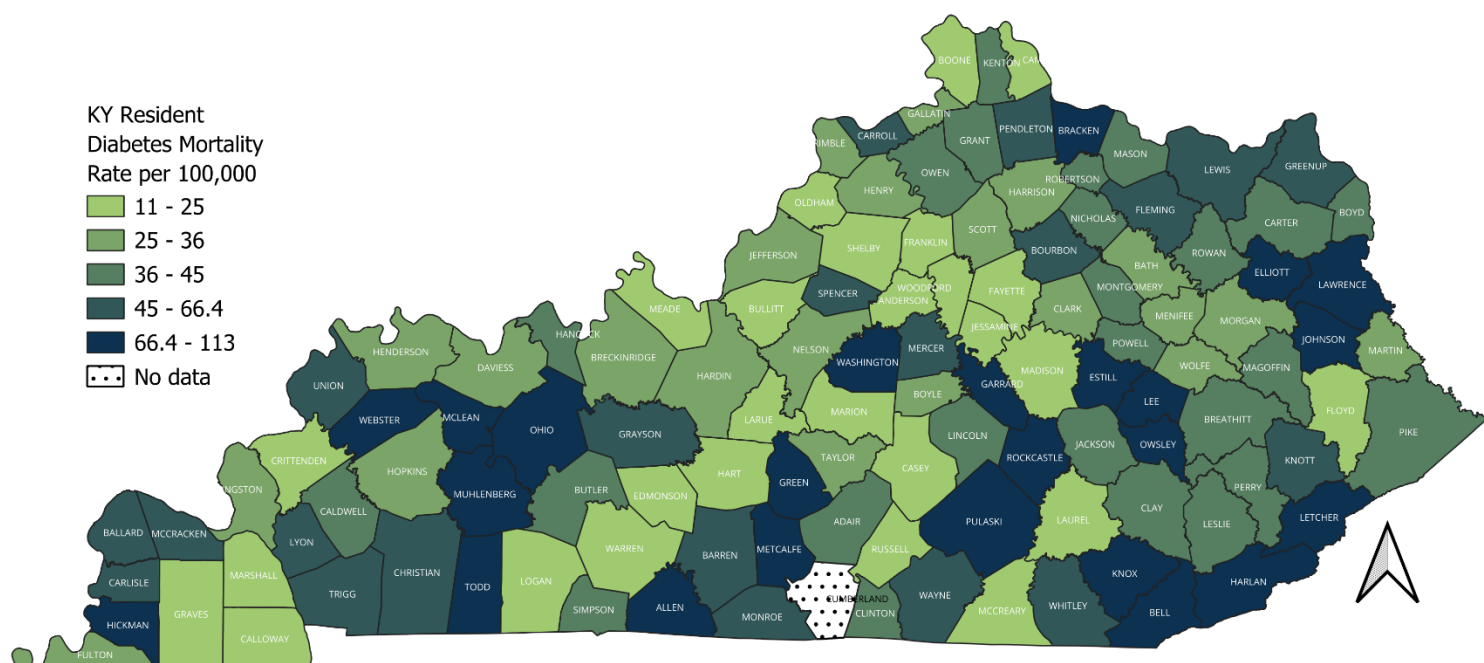 KY Resident
Diabetes Mortality
Rate per 100,000
11 - 25
25 - 36
36 - 45
45 - 66.4
66.4 - 113
No data
BOONE
KENTON
CAM
GALLATIN
CARROLL
PENDLETON
BRACKEN
GRANT
RIMBLE
MASON
OWEN
LEWIS
GREENUP
ROBERTSON
HENRY
HARRISON
OLDHAM
FLEMING
BOYD
NICHOLAS
CARTER
SCOTT
FRANKLIN
SHELBY
BOURBON
ROWAN
JEFFERSON
BATH
ELLIOTT
LAWRENCE
MONTGOMERY
WOODFORD
FAYETTE
SPENCER
ANDERSON
BULLITT
MEADE
CLARK
MENIFEE
MORGAN
JESSAMINE
HANCOCK
JOHNSON
POWELL
MERCER
NELSON
MARTIN
HENDERSON
BRECKINRIDGE
WASHINGTON
DAVIESS
WOLFE
MAGOFFIN
MADISON
HARDIN
ESTILL
GARRARD
UNION
BOYLE
LEE
FLOYD
MARION
BREATHITT
MCLEAN
WEBSTER
LARUE
OHIO
PIKE
GRAYSON
LINCOLN
OWSLEY
JACKSON
ROCKCASTLE
TAYLOR
CRITTENDEN
KNOTT
CASEY
HOPKINS
HART
GREEN
NGSTON
PERRY
BUTLER
MUHLENBERG
EDMONSON
CLAY
CALDWELL
LETCHER
ADAIR
PULASKI
LAUREL
LESLIE
BALLARD
MCCRACKEN
LYON
WARREN
METCALFE
RUSSELL
BARREN
CHRISTIAN
KNOX
MARSHALL
CARLISLE
HARLAN
LOGAN
TODD
TRIGG
WAYNE
CUMBERLAND
WHITLEY
ALLEN
SIMPSON
MCCREARY
CLINTON
BELL
GRAVES
MONROE
HICKMAN
CALLOWAY
FULTON